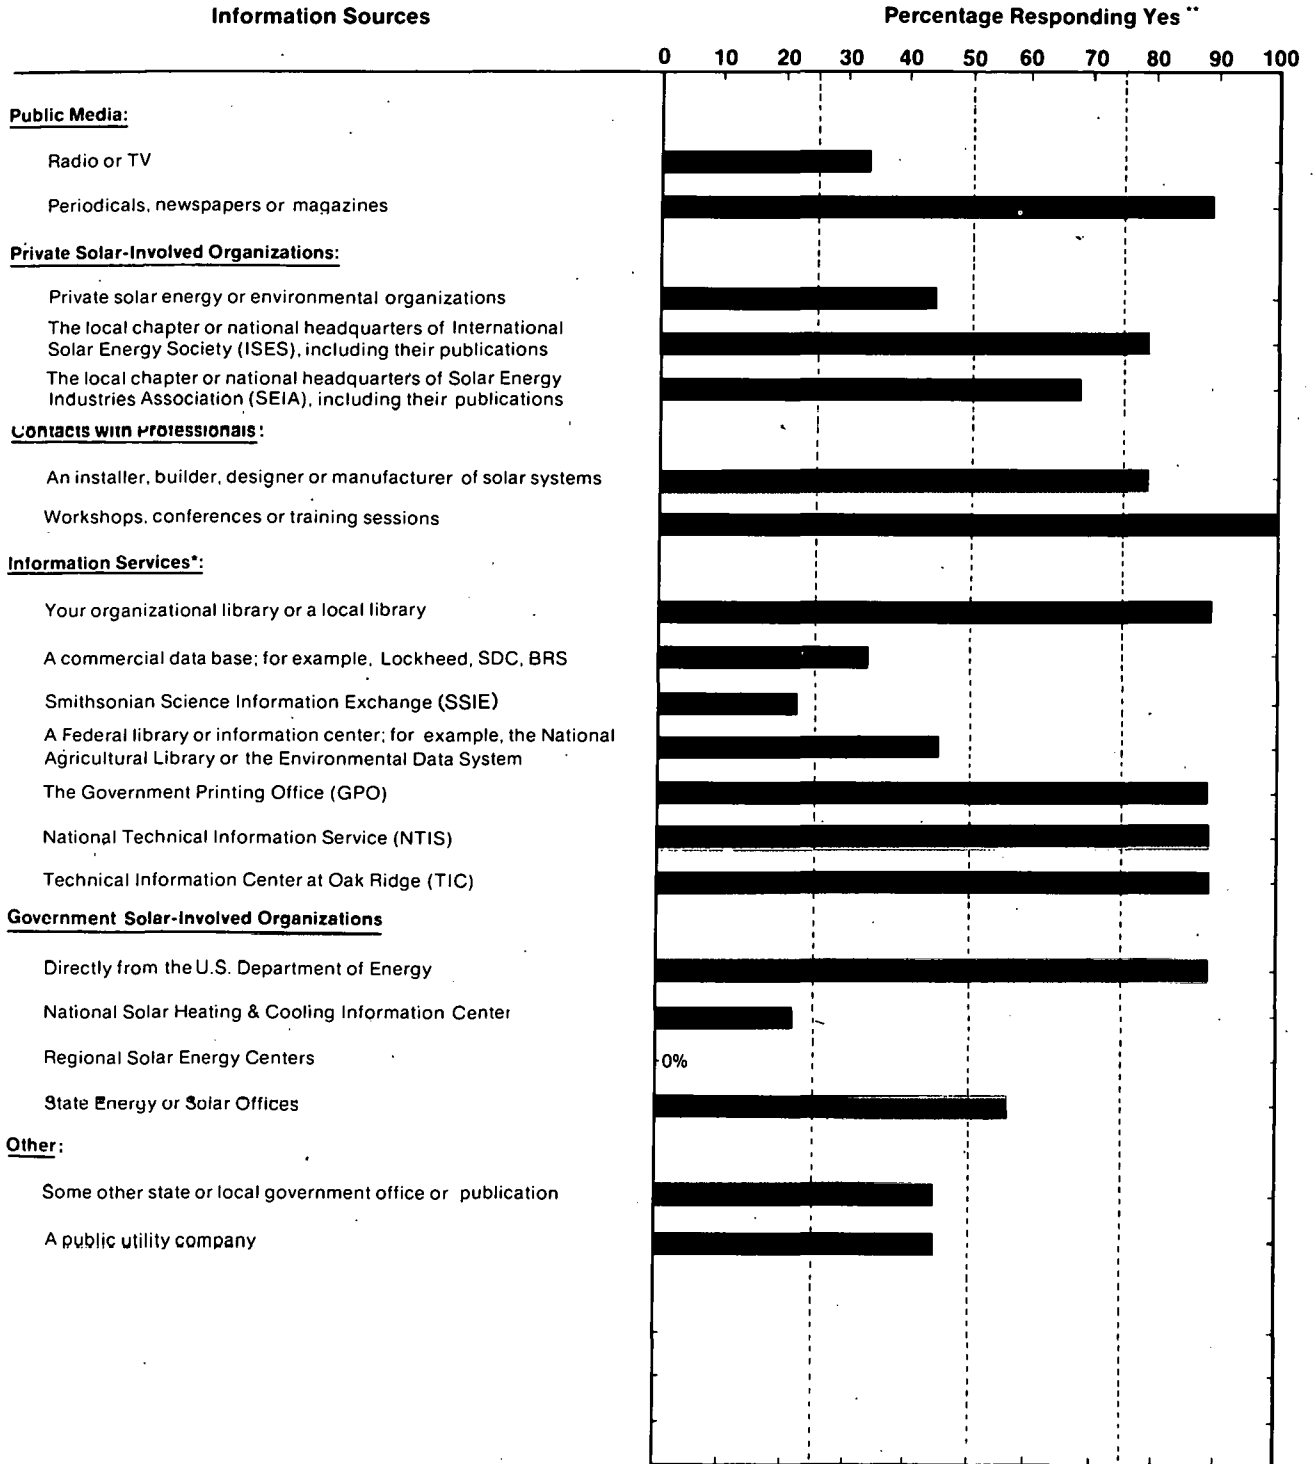 Information Sources
Percentage Responding Yes **
0 10 20 30 40 50 60 70 80 90 100
Public Media:
Radio or TV
Periodicals, newspapers or magazines
Private Solar-Involved Organizations:
Private solar energy or environmental organizations
The local chapter or national headquarters of International
Solar Energy Society (ISES), including their publications
The local chapter or national headquarters of Solar Energy
Industries Association (SEIA), including their publications
Contacts with Professionals:
An installer, builder, designer or manufacturer of solar systems
Workshops, conferences or training sessions
Information Services*:
Your organizational library or a local library
A commercial data base; for example, Lockheed, SDC, BRS
Smithsonian Science Information Exchange (SSIE)
A Federal library or information center; for example, the National
Agricultural Library or the Environmental Data System
The Government Printing Office (GPO)
National Technical Information Service (NTIS)
Technical Information Center at Oak Ridge (TIC)
Government Solar-Involved Organizations
Directly from the U.S. Department of Energy
National Solar Heating & Cooling Information Center
Regional Solar Energy Centers
0%
State Energy or Solar Offices
Other:
Some other state or local government office or publication
A public utility company